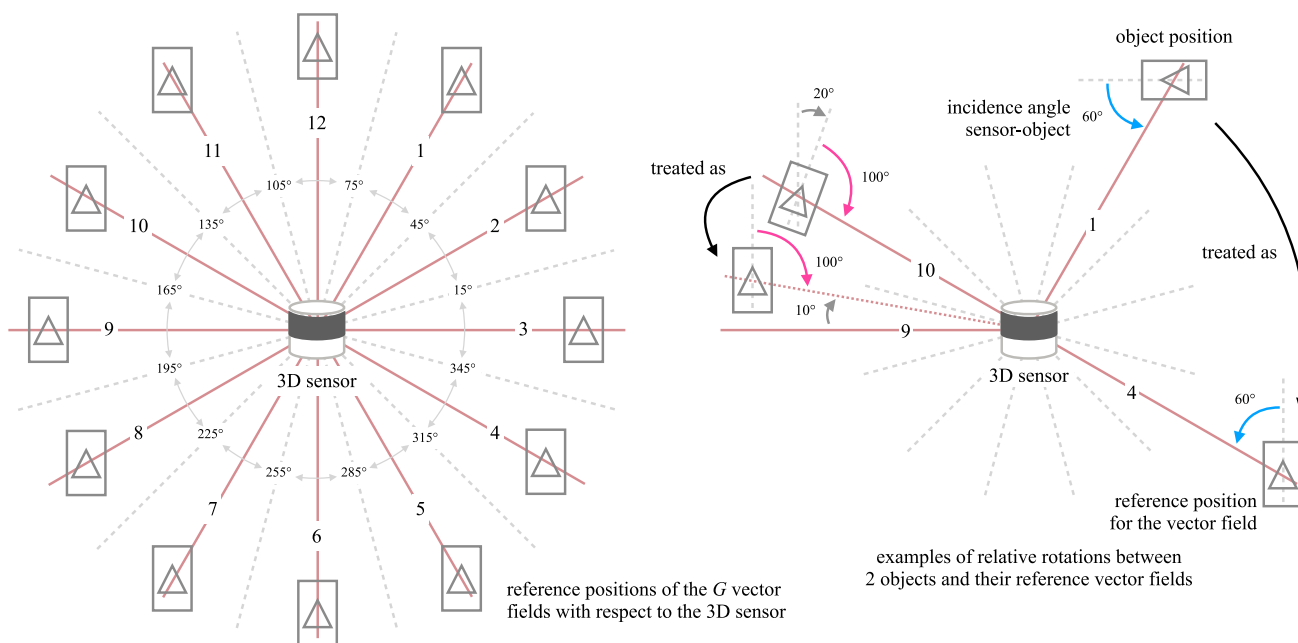 12
11
1
105°
75°
10
2
135°
45°
165°
15°
9
3
3D sensor
195°
345°
8
4
225°
315°
255°
285°
7
5
6
reference positions of the G vector
fields with respect to the 3D sensor
object position
20°
incidence angle
sensor-object
60°
treated as
100°
1
treated as
100°
10
10°
9
3D sensor
4
60°
reference position
for the vector field
examples of relative rotations between
2 objects and their reference vector fields